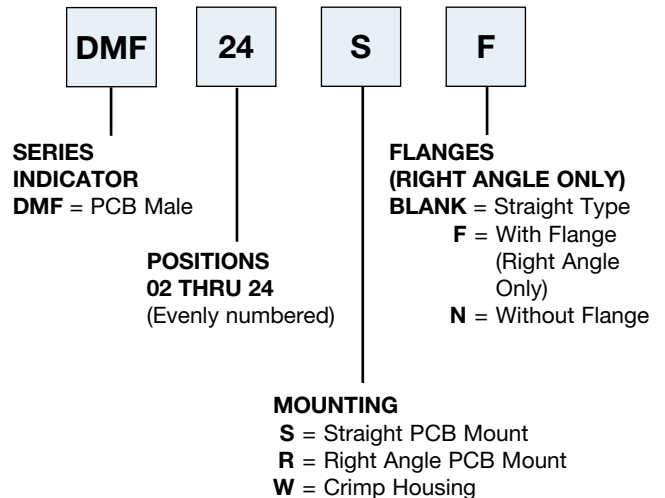 DMF 24 S F
SERIES
INDICATOR
DMF = PCB Male
POSITIONS
02 THRU 24
(Evenly numbered)
MOUNTING
S = Straight PCB Mount
R = Right Angle PCB Mount
W = Crimp Housing
FLANGES
(RIGHT ANGLE ONLY)
BLANK = Straight Type
F = With Flange
(Right Angle
Only)
N = Without Flange